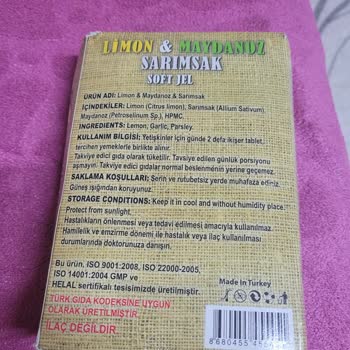 LİMON & MAYDANOZ
SARIMSAK
SOFT JEL
ÜRÜN ADI: Limon & Maydanoz & Sarımsak
İÇİNDEKİLER: Limon (Citrus limon), Sarımsak (Allium Sativum)
Maydanoz (Petroselinum Sp.), HPMC.
INGREDIENTS: Lemon, Garlic, Parsley.
KULLANIM BİLGİSİ: Yetişkinler için günde 2 defa ikişer tablet
tercihen yemeklerle birlikte alınır.
Takviye edici gıda olarak tüketilir. Tavsiye edilen günlük porsiyonu
aşmayın. Takviye edici gıdalar normal beslenmenin yerine geçemez.
SAKLAMA KOŞULLARI: Serin ve rutubetsiz yerde muhafaza ediniz.
Güneş ışığından koruyunuz.
STORAGE CONDITIONS: Keep it in cool and without humidity place.
Protect from sunlight.
Hastalıkların önlenmesi veya tedavi edilmesi amacıyla kullanılmaz.
Hamilelik ve emzirme dönemi ile hastalık veya ilaç kullanılması
durumlarında doktorunuza danışın.
Bu ürün, ISO 9001:2008, ISO 22000-2005,
ISO 14001:2004 GMP ve
HELAL sertifikalı tesisimizde üretilmiştir.
TÜRK GIDA KODEKSİNE UYGUN
OLARAK ÜRETİLMİŞTİR.
İLAÇ DEĞİLDİR
Made In Turkey